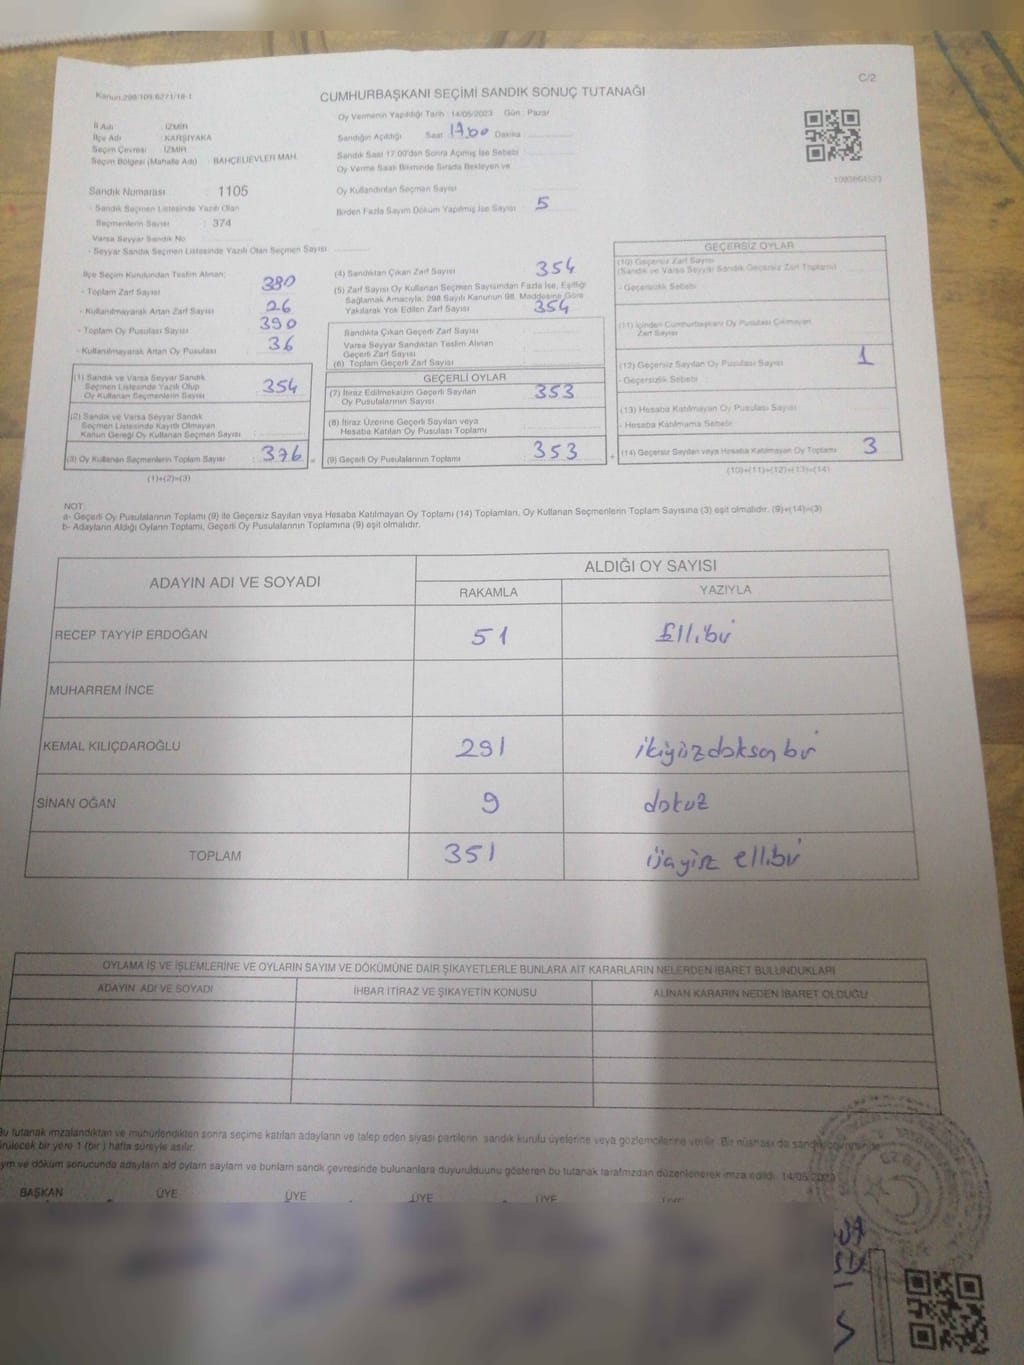 C/2
Kanun:298/109,6271/18-1
CUMHURBAŞKANI SEÇİMİ SANDIK SONUÇ TUTANAĞI
İl Adı : İZMİR
İlçe Adı : KARŞIYAKA
Seçim Çevresi : İZMİR
Seçim Bölgesi (Mahalle Adı) : BAHÇELİEVLER MAH.
Oy Vermenin Yapıldığı Tarih : 14/05/2023 Gün : Pazar
Sandığın Açıldığı Saat 17.00 Dakika
Sandık Saat 17:00'den Sonra Açılmış İse Sebebi
Oy Verme Saati Bitiminde Sırada Bekleyen ve
Oy Kullandırılan Seçmen Sayısı
Birden Fazla Sayım Döküm Yapılmış İse Sayısı 5
Sandık Numarası : 1105
- Sandık Seçmen Listesinde Yazılı Olan
Seçmenlerin Sayısı : 374
Varsa Seyyar Sandık No
- Seyyar Sandık Seçmen Listesinde Yazılı Olan Seçmen Sayısı
İlçe Seçim Kurulundan Teslim Alınan;
- Toplam Zarf Sayısı 380
- Kullanılmayarak Artan Zarf Sayısı 26
- Toplam Oy Pusulası Sayısı 390
- Kullanılmayarak Artan Oy Pusulası 36
(1) Sandık ve Varsa Seyyar Sandık
Seçmen Listesinde Yazılı Olup
Oy Kullanan Seçmenlerin Sayısı 354
(2) Sandık ve Varsa Seyyar Sandık
Seçmen Listesinde Kayıtlı Olmayan
Kanun Gereği Oy Kullanan Seçmen Sayısı
(3) Oy Kullanan Seçmenlerin Toplam Sayısı 376
(1)+(2)=(3)
(4) Sandıktan Çıkan Zarf Sayısı 354
(5) Zarf Sayısı Oy Kullanan Seçmen Sayısından Fazla İse, Eşitliği
Sağlamak Amacıyla, 298 Sayılı Kanunun 98. Maddesine Göre
Yakılarak Yok Edilen Zarf Sayısı 354
Sandıkta Çıkan Geçerli Zarf Sayısı
Varsa Seyyar Sandıktan Teslim Alınan
Geçerli Zarf Sayısı
(6) Toplam Geçerli Zarf Sayısı
GEÇERLİ OYLAR
(7) İtiraz Edilmeksizin Geçerli Sayılan
Oy Pusulalarının Sayısı 353
(8) İtiraz Üzerine Geçerli Sayılan veya
Hesaba Katılan Oy Pusulası Toplamı
(9) Geçerli Oy Pusulalarının Toplamı 353
GEÇERSİZ OYLAR
(10) Geçersiz Zarf Sayısı
(Sandık ve Varsa Seyyar Sandık Geçersiz Zarf Toplamı)
- Geçersizlik Sebebi
(11) İçinden Cumhurbaşkanı Oy Pusulası Çıkmayan
Zarf Sayısı
(12) Geçersiz Sayılan Oy Pusulası Sayısı 1
- Geçersizlik Sebebi
(13) Hesaba Katılmayan Oy Pusulası Sayısı
- Hesaba Katılmama Sebebi
(14) Geçersiz Sayılan veya Hesaba Katılmayan Oy Toplamı 3
(10)+(11)+(12)+(13)=(14)
NOT:
a- Geçerli Oy Pusulalarının Toplamı (9) ile Geçersiz Sayılan veya Hesaba Katılmayan Oy Toplamı (14) Toplamları, Oy Kullanan Seçmenlerin Toplam Sayısına (3) eşit olmalıdır. (9)+(14)=(3)
b- Adayların Aldığı Oyların Toplamı, Geçerli Oy Pusulalarının Toplamına (9) eşit olmalıdır.
ADAYIN ADI VE SOYADI
ALDIĞI OY SAYISI
RAKAMLA YAZIYLA
RECEP TAYYİP ERDOĞAN 51 Ellibir
MUHARREM İNCE
KEMAL KILIÇDAROĞLU 291 ikiyüzdoksan bir
SİNAN OĞAN 9 dokuz
TOPLAM 351 üçyüz ellibir
OYLAMA İŞ VE İŞLEMLERİNE VE OYLARIN SAYIM VE DÖKÜMÜNE DAİR ŞİKAYETLERLE BUNLARA AİT KARARLARIN NELERDEN İBARET BULUNDUKLARI
ADAYIN ADI VE SOYADI İHBAR İTİRAZ VE ŞİKAYETİN KONUSU ALINAN KARARIN NEDEN İBARET OLDUĞU
Bu tutanak imzalandıktan ve mühürlendikten sonra seçime katılan adayların ve talep eden siyasi partilerin, sandık kurulu üyelerine veya gözlemcilerine verilir. Bir nüshası da sandık çevresinde
görülecek bir yere 1 (bir) hafta süreyle asılır.
döküm sonucunda adayların ald oyların sayların ve bunların sandık çevresinde bulunanlara duyurulduunu gösteren bu tutanak tarafımızdan düzenlenerek imza edildi. 14/05/2023
BAŞKAN ÜYE ÜYE ÜYE ÜYE